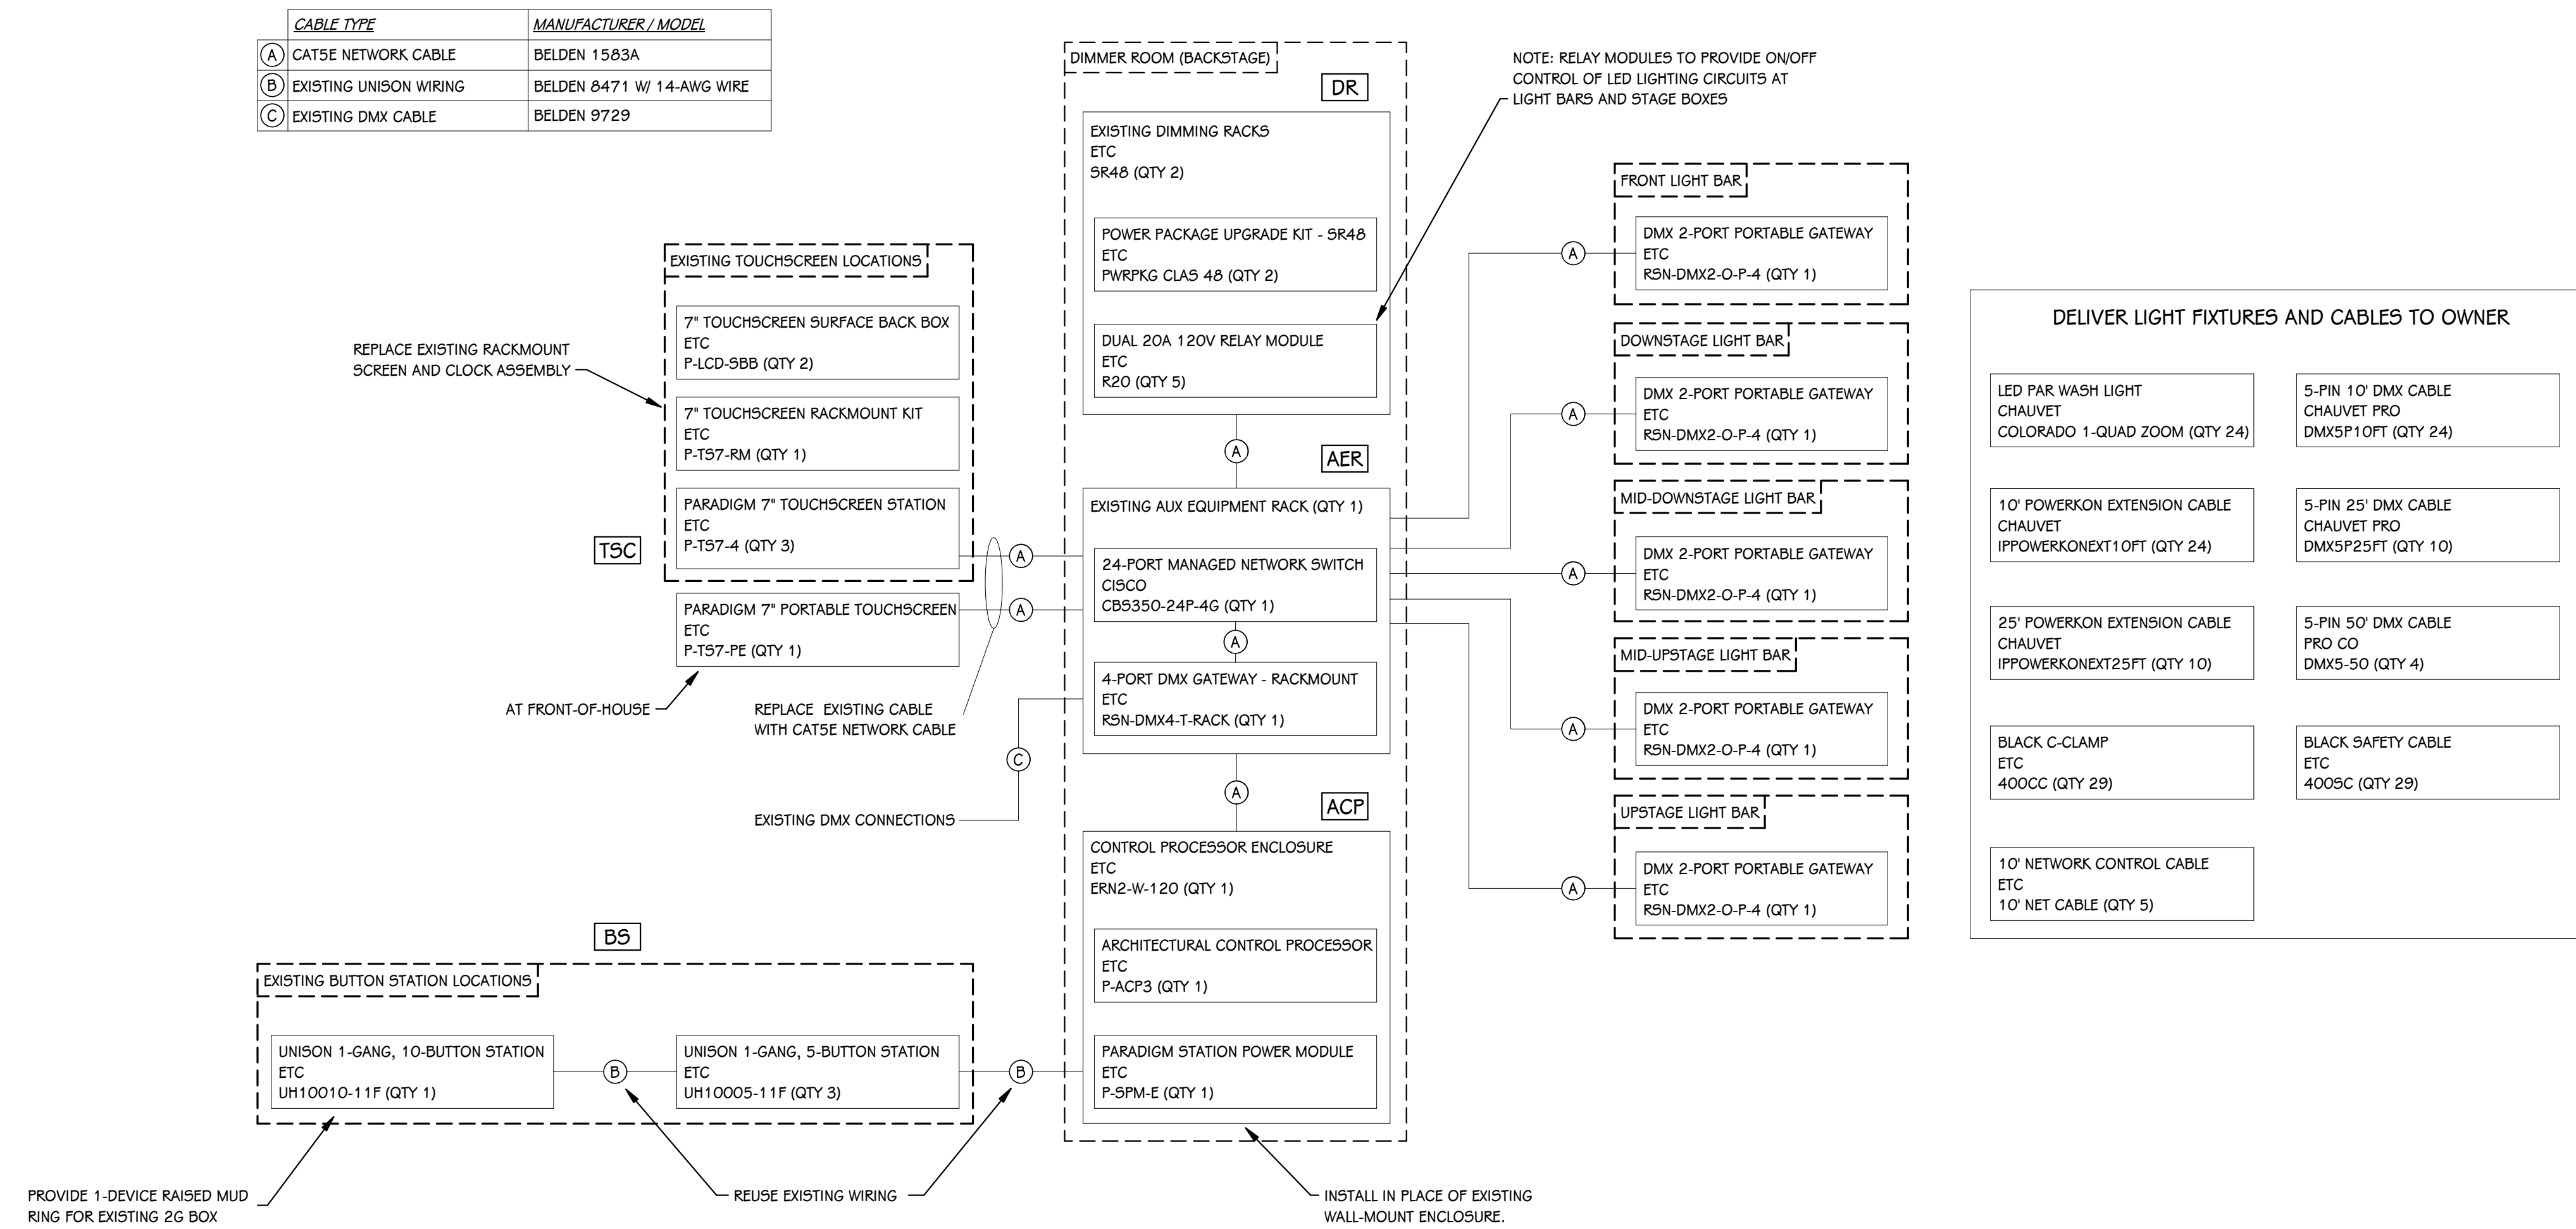 CABLE TYPE
MANUFACTURER / MODEL
A CAT5E NETWORK CABLE BELDEN 1583A
B EXISTING UNISON WIRING BELDEN 8471 W/ 14-AWG WIRE
C EXISTING DMX CABLE BELDEN 9729
DIMMER ROOM (BACKSTAGE)
DR
EXISTING DIMMING RACKS
ETC
SR48 (QTY 2)
POWER PACKAGE UPGRADE KIT - SR48
ETC
PWRPKG CLAS 48 (QTY 2)
DUAL 20A 120V RELAY MODULE
ETC
R20 (QTY 5)
NOTE: RELAY MODULES TO PROVIDE ON/OFF
CONTROL OF LED LIGHTING CIRCUITS AT
LIGHT BARS AND STAGE BOXES
A
AER
EXISTING AUX EQUIPMENT RACK (QTY 1)
24-PORT MANAGED NETWORK SWITCH
CISCO
CBS350-24P-4G (QTY 1)
A
4-PORT DMX GATEWAY - RACKMOUNT
ETC
RSN-DMX4-T-RACK (QTY 1)
A
ACP
CONTROL PROCESSOR ENCLOSURE
ETC
ERN2-W-120 (QTY 1)
ARCHITECTURAL CONTROL PROCESSOR
ETC
P-ACP3 (QTY 1)
PARADIGM STATION POWER MODULE
ETC
P-SPM-E (QTY 1)
INSTALL IN PLACE OF EXISTING
WALL-MOUNT ENCLOSURE.
EXISTING TOUCHSCREEN LOCATIONS
7" TOUCHSCREEN SURFACE BACK BOX
ETC
P-LCD-SBB (QTY 2)
7" TOUCHSCREEN RACKMOUNT KIT
ETC
P-TS7-RM (QTY 1)
PARADIGM 7" TOUCHSCREEN STATION
ETC
P-TS7-4 (QTY 3)
REPLACE EXISTING RACKMOUNT
SCREEN AND CLOCK ASSEMBLY
TSC
A
PARADIGM 7" PORTABLE TOUCHSCREEN
ETC
P-TS7-PE (QTY 1)
A
AT FRONT-OF-HOUSE
REPLACE EXISTING CABLE
WITH CAT5E NETWORK CABLE
C
EXISTING DMX CONNECTIONS
BS
EXISTING BUTTON STATION LOCATIONS
UNISON 1-GANG, 10-BUTTON STATION
ETC
UH10010-11F (QTY 1)
B
UNISON 1-GANG, 5-BUTTON STATION
ETC
UH10005-11F (QTY 3)
B
PROVIDE 1-DEVICE RAISED MUD
RING FOR EXISTING 2G BOX
REUSE EXISTING WIRING
FRONT LIGHT BAR
A
DMX 2-PORT PORTABLE GATEWAY
ETC
RSN-DMX2-O-P-4 (QTY 1)
DOWNSTAGE LIGHT BAR
A
DMX 2-PORT PORTABLE GATEWAY
ETC
RSN-DMX2-O-P-4 (QTY 1)
MID-DOWNSTAGE LIGHT BAR
A
DMX 2-PORT PORTABLE GATEWAY
ETC
RSN-DMX2-O-P-4 (QTY 1)
MID-UPSTAGE LIGHT BAR
A
DMX 2-PORT PORTABLE GATEWAY
ETC
RSN-DMX2-O-P-4 (QTY 1)
UPSTAGE LIGHT BAR
A
DMX 2-PORT PORTABLE GATEWAY
ETC
RSN-DMX2-O-P-4 (QTY 1)
DELIVER LIGHT FIXTURES AND CABLES TO OWNER
LED PAR WASH LIGHT
CHAUVET
COLORADO 1-QUAD ZOOM (QTY 24)
5-PIN 10' DMX CABLE
CHAUVET PRO
DMX5P10FT (QTY 24)
10' POWERKON EXTENSION CABLE
CHAUVET
IPPOWERKONEXT10FT (QTY 24)
5-PIN 25' DMX CABLE
CHAUVET PRO
DMX5P25FT (QTY 10)
25' POWERKON EXTENSION CABLE
CHAUVET
IPPOWERKONEXT25FT (QTY 10)
5-PIN 50' DMX CABLE
PRO CO
DMX5-50 (QTY 4)
BLACK C-CLAMP
ETC
400CC (QTY 29)
BLACK SAFETY CABLE
ETC
400SC (QTY 29)
10' NETWORK CONTROL CABLE
ETC
10' NET CABLE (QTY 5)